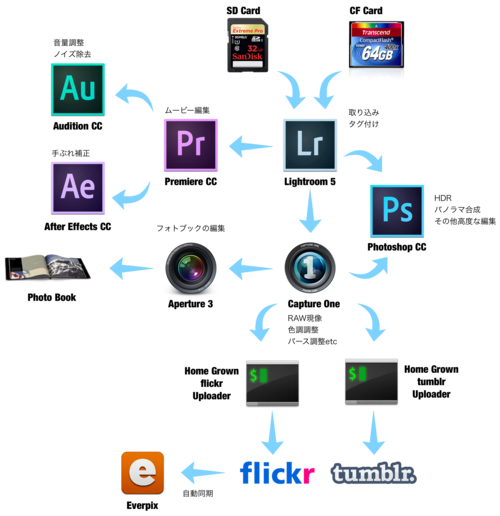 SD Card
CF Card
Extreme Pro
32GB
SanDisk
Transcend
CompactFlash
64GB
音量調整
ノイズ除去
Au
Audition CC
ムービー編集
Pr
Premiere CC
Lr
Lightroom 5
取り込み
タグ付け
手ぶれ補正
Ae
After Effects CC
Ps
Photoshop CC
HDR
パノラマ合成
その他高度な編集
フォトブックの編集
Photo Book
Aperture 3
1
Capture One
RAW現像
色調調整
パース調整etc
Home Grown
flickr
Uploader
$
$
Home Grown
tumblr
Uploader
e
Everpix
自動同期
flickr
tumblr.